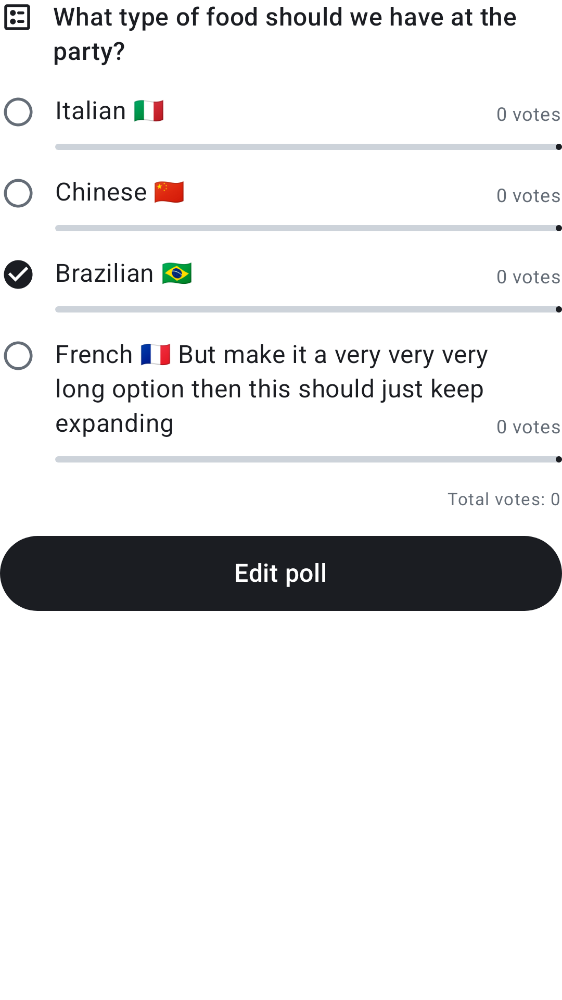 What type of food should we have at the
party?
Italian 🇮🇹
0 votes
Chinese 🇨🇳
0 votes
Brazilian 🇧🇷
0 votes
French 🇫🇷 But make it a very very very
long option then this should just keep
expanding
0 votes
Total votes: 0
Edit poll